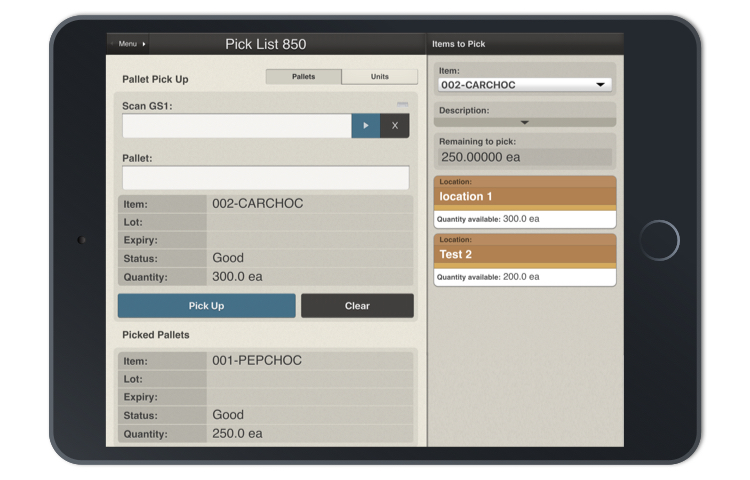 Menu
Pick List 850
Items to Pick
Pallet Pick Up
Pallets
Units
Scan GS1:
X
Pallet:
Item: 002-CARCHOC
Lot:
Expiry:
Status: Good
Quantity: 300.0 ea
Pick Up
Clear
Picked Pallets
Item: 001-PEPCHOC
Lot:
Expiry:
Status: Good
Quantity: 250.0 ea
Item:
002-CARCHOC
Description:
Remaining to pick:
250.00000 ea
Location:
location 1
Quantity available: 300.0 ea
Location:
Test 2
Quantity available: 200.0 ea